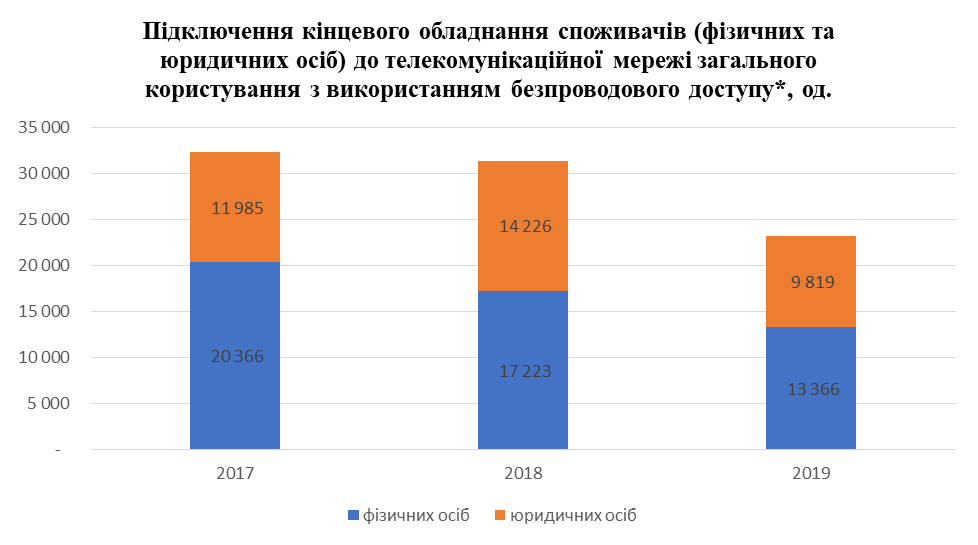 Підключення кінцевого обладнання споживачів (фізичних та
юридичних осіб) до телекомунікаційної мережі загального
користування з використанням безпроводового доступу*, од.
35 000
30 000
25 000
20 000
15 000
10 000
5 000
-
11 985
20 366
14 226
17 223
9 819
13 366
2017 2018 2019
фізичних осіб юридичних осіб